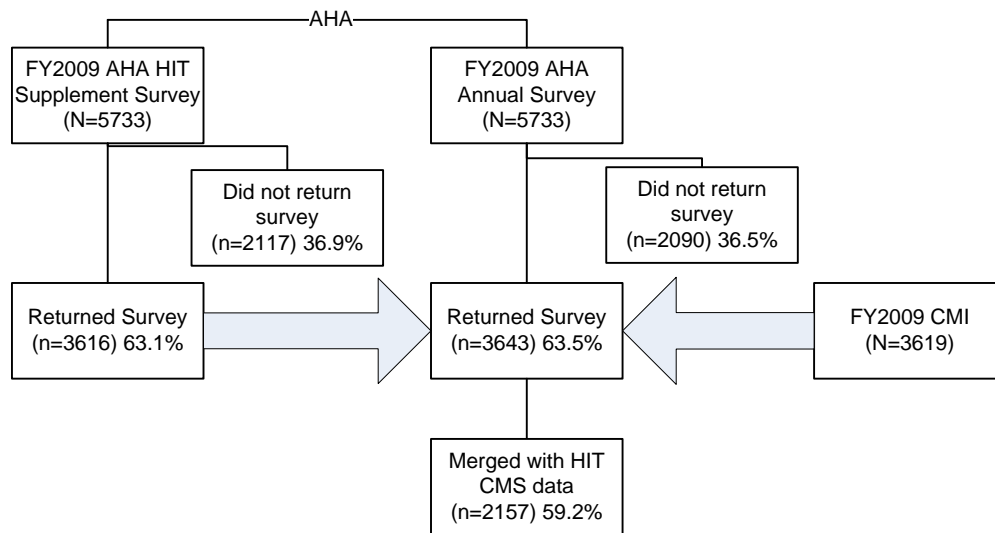 AHA
FY2009 AHA HIT
Supplement Survey
(N=5733)
FY2009 AHA
Annual Survey
(N=5733)
Did not return
survey
(n=2117) 36.9%
Did not return
survey
(n=2090) 36.5%
Returned Survey
(n=3616) 63.1%
Returned Survey
(n=3643) 63.5%
FY2009 CMI
(N=3619)
Merged with HIT
CMS data
(n=2157) 59.2%